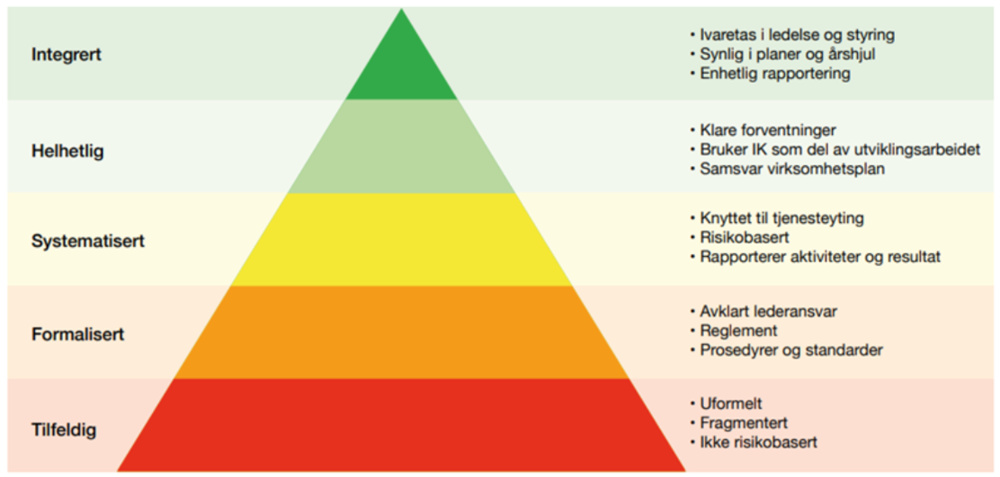 Integrert
• Ivaretas i ledelse og styring
• Synlig i planer og årshjul
• Enhetlig rapportering
Helhetlig
• Klare forventninger
• Bruker IK som del av utviklingsarbeidet
• Samsvar virksomhetsplan
Systematisert
• Knyttet til tjenesteyting
• Risikobasert
• Rapporterer aktiviteter og resultat
Formalisert
• Avklart lederansvar
• Reglement
• Prosedyrer og standarder
Tilfeldig
• Uformelt
• Fragmentert
• Ikke risikobasert